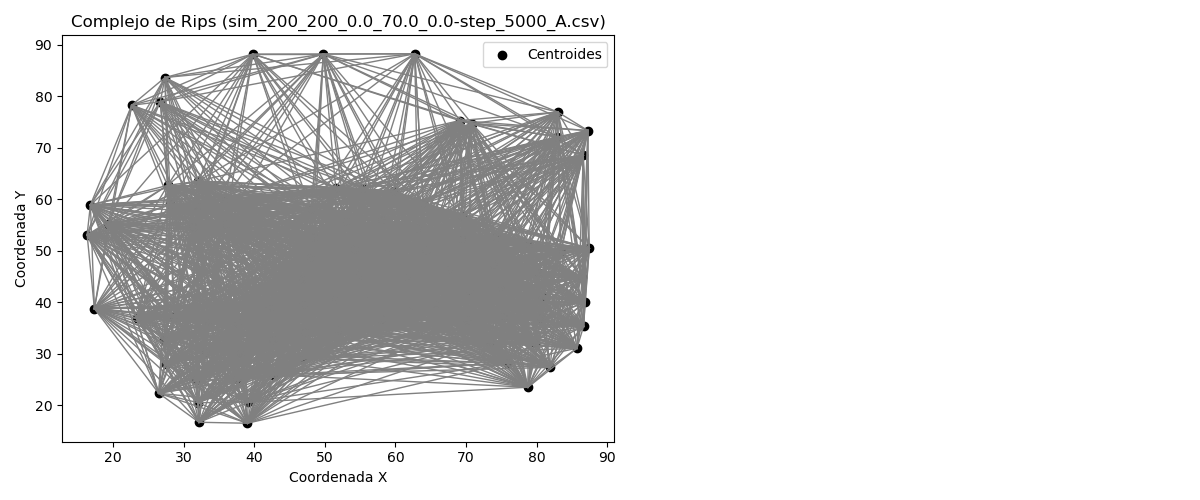 Complejo de Rips (sim_200_200_0.0_70.0_0.0-step_5000_A.csv)
Centroides
90
80
70
60
50
40
30
20
Coordenada Y
20 30 40 50 60 70 80 90
Coordenada X